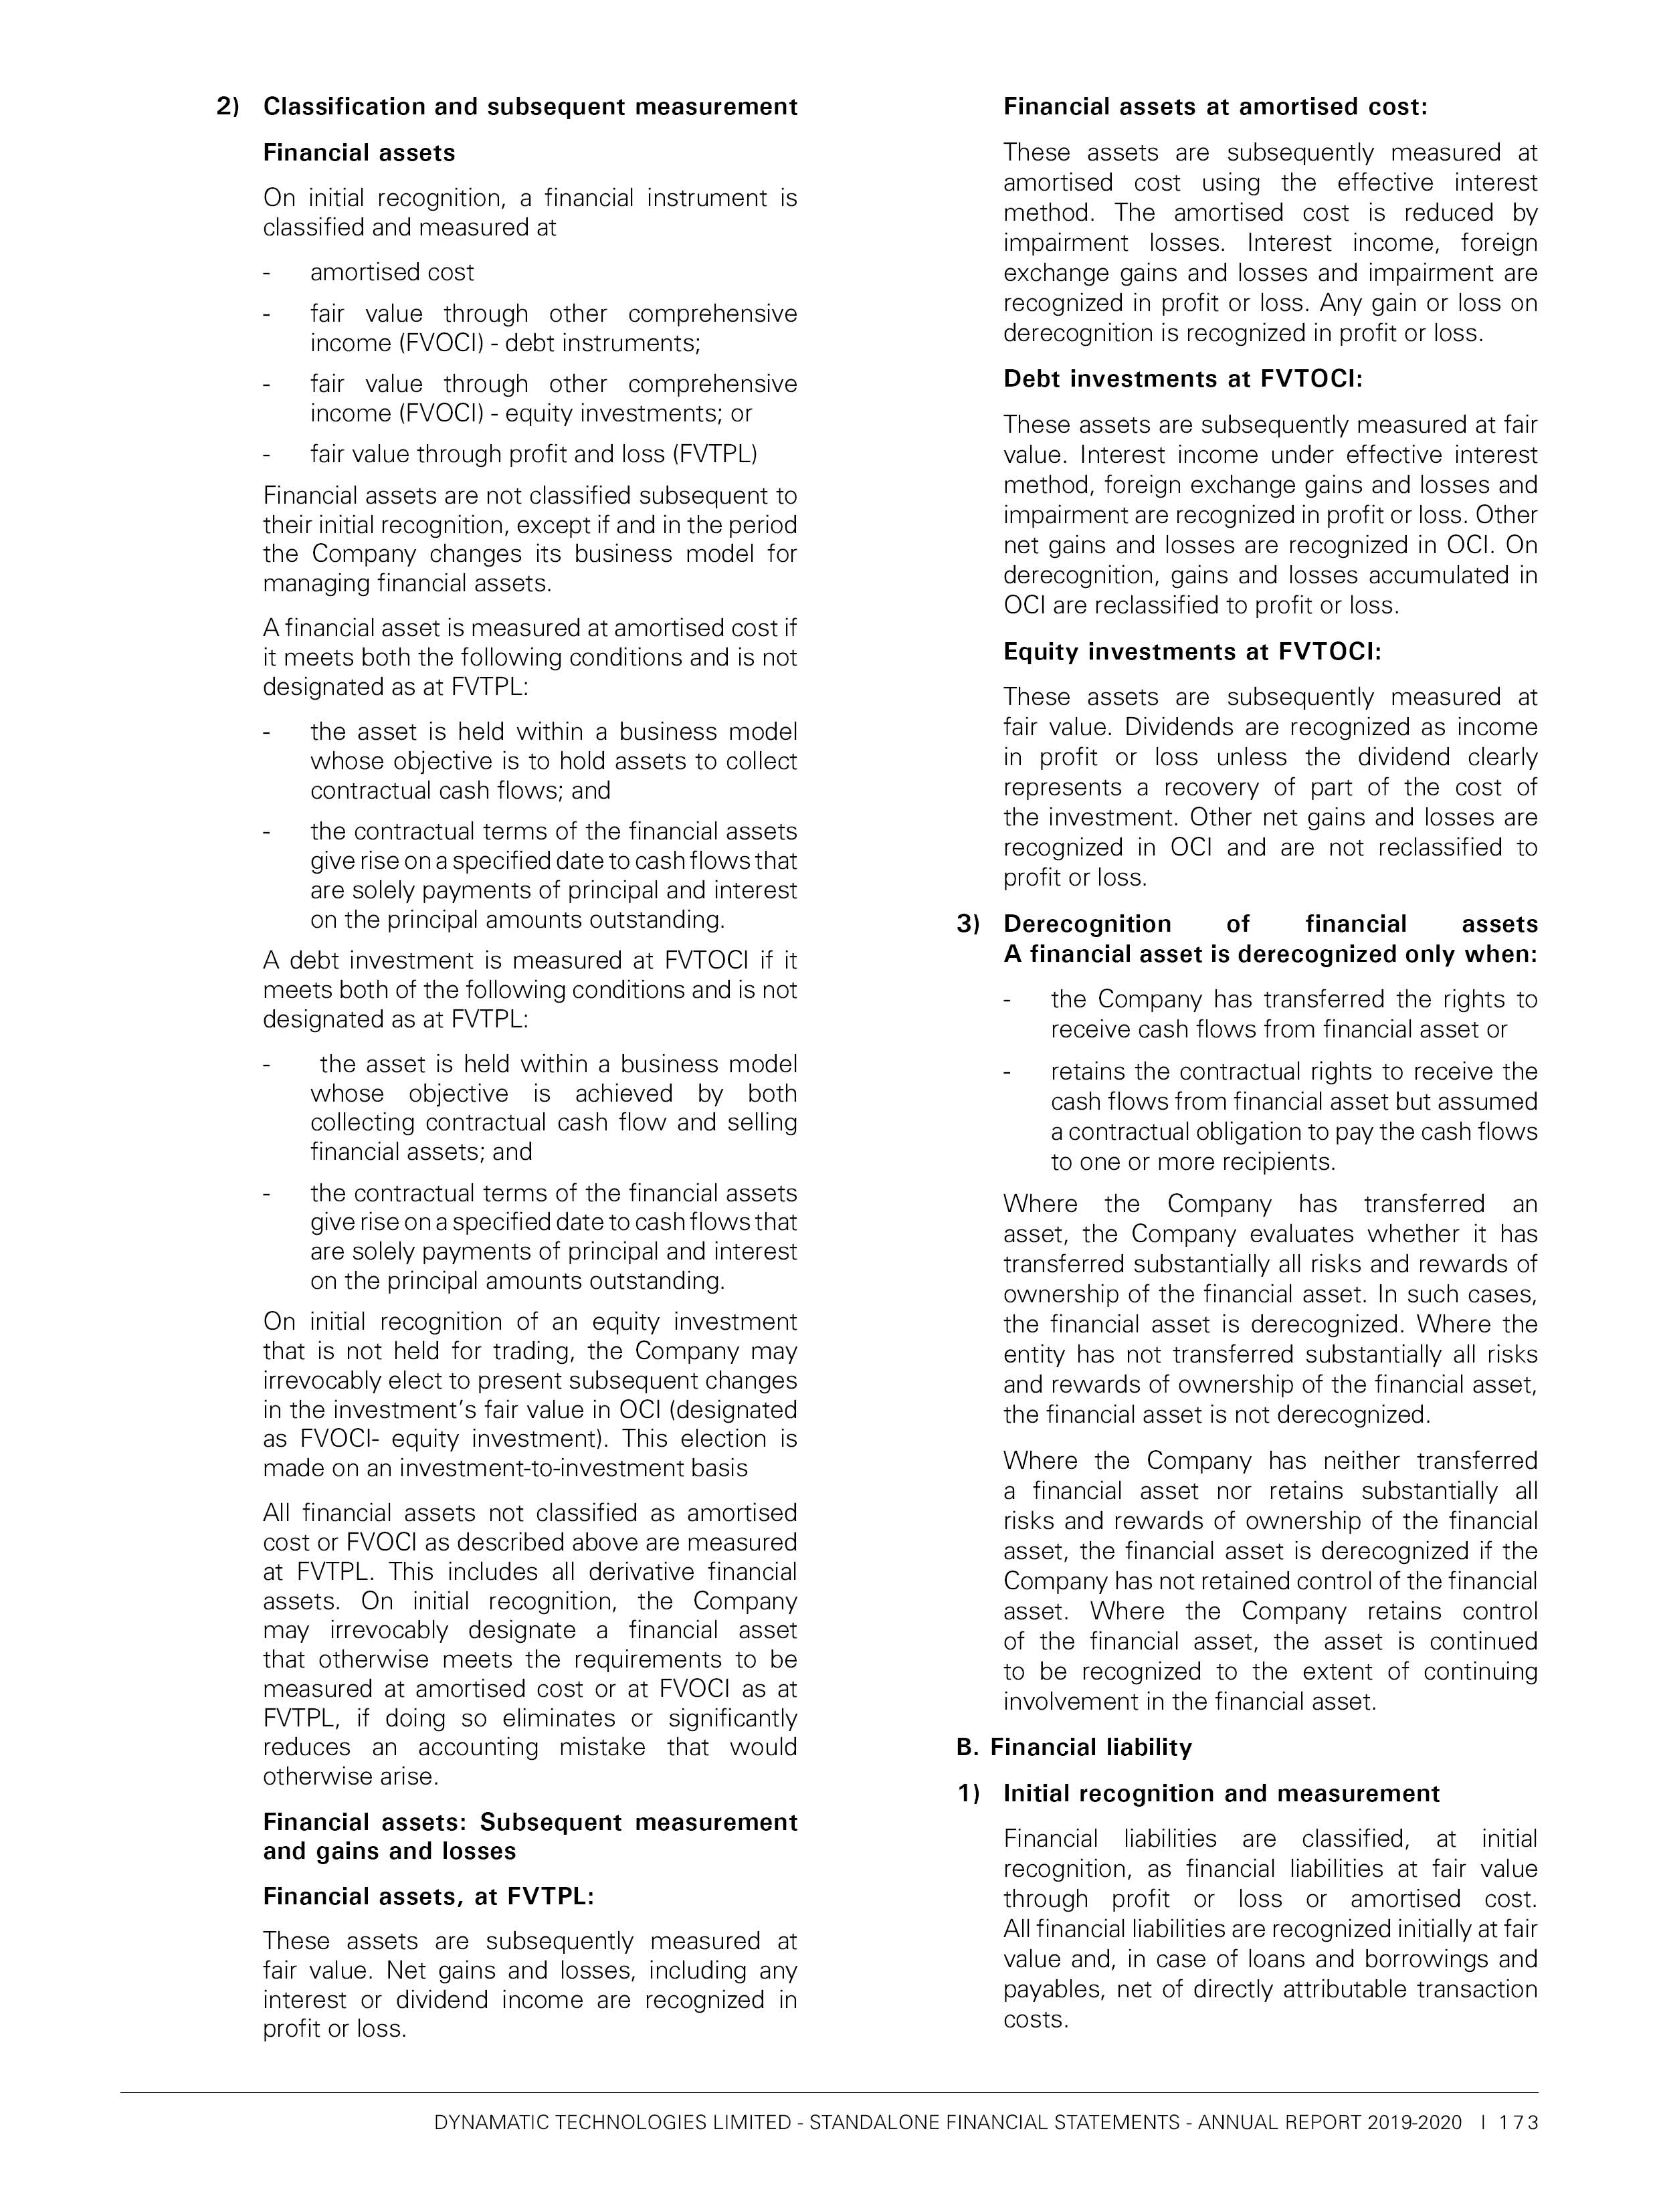 2) Classification and subsequent measurement
Financial assets
On initial recognition, a financial instrument is
classified and measured at
- amortised cost
- fair value through other comprehensive
income (FVOCI) - debt instruments;
- fair value through other comprehensive
income (FVOCI) - equity investments; or
- fair value through profit and loss (FVTPL)
Financial assets are not classified subsequent to
their initial recognition, except if and in the period
the Company changes its business model for
managing financial assets.
A financial asset is measured at amortised cost if
it meets both the following conditions and is not
designated as at FVTPL:
- the asset is held within a business model
whose objective is to hold assets to collect
contractual cash flows; and
- the contractual terms of the financial assets
give rise on a specified date to cash flows that
are solely payments of principal and interest
on the principal amounts outstanding.
A debt investment is measured at FVTOCI if it
meets both of the following conditions and is not
designated as at FVTPL:
- the asset is held within a business model
whose objective is achieved by both
collecting contractual cash flow and selling
financial assets; and
- the contractual terms of the financial assets
give rise on a specified date to cash flows that
are solely payments of principal and interest
on the principal amounts outstanding.
On initial recognition of an equity investment
that is not held for trading, the Company may
irrevocably elect to present subsequent changes
in the investment's fair value in OCI (designated
as FVOCI- equity investment). This election is
made on an investment-to-investment basis
All financial assets not classified as amortised
cost or FVOCI as described above are measured
at FVTPL. This includes all derivative financial
assets. On initial recognition, the Company
may irrevocably designate a financial asset
that otherwise meets the requirements to be
measured at amortised cost or at FVOCI as at
FVTPL, if doing so eliminates or significantly
reduces an accounting mistake that would
otherwise arise.
Financial assets: Subsequent measurement
and gains and losses
Financial assets, at FVTPL:
These assets are subsequently measured at
fair value. Net gains and losses, including any
interest or dividend income are recognized in
profit or loss.
Financial assets at amortised cost:
These assets are subsequently measured at
amortised cost using the effective interest
method. The amortised cost is reduced by
impairment losses. Interest income, foreign
exchange gains and losses and impairment are
recognized in profit or loss. Any gain or loss on
derecognition is recognized in profit or loss.
Debt investments at FVTOCI:
These assets are subsequently measured at fair
value. Interest income under effective interest
method, foreign exchange gains and losses and
impairment are recognized in profit or loss. Other
net gains and losses are recognized in OCI. On
derecognition, gains and losses accumulated in
OCI are reclassified to profit or loss.
Equity investments at FVTOCI:
These assets are subsequently measured at
fair value. Dividends are recognized as income
in profit or loss unless the dividend clearly
represents a recovery of part of the cost of
the investment. Other net gains and losses are
recognized in OCI and are not reclassified to
profit or loss.
3) Derecognition of financial assets
A financial asset is derecognized only when:
- the Company has transferred the rights to
receive cash flows from financial asset or
- retains the contractual rights to receive the
cash flows from financial asset but assumed
a contractual obligation to pay the cash flows
to one or more recipients.
Where the Company has transferred an
asset, the Company evaluates whether it has
transferred substantially all risks and rewards of
ownership of the financial asset. In such cases,
the financial asset is derecognized. Where the
entity has not transferred substantially all risks
and rewards of ownership of the financial asset,
the financial asset is not derecognized.
Where the Company has neither transferred
a financial asset nor retains substantially all
risks and rewards of ownership of the financial
asset, the financial asset is derecognized if the
Company has not retained control of the financial
asset. Where the Company retains control
of the financial asset, the asset is continued
to be recognized to the extent of continuing
involvement in the financial asset.
B. Financial liability
1) Initial recognition and measurement
Financial liabilities are classified, at initial
recognition, as financial liabilities at fair value
through profit or loss or amortised cost.
All financial liabilities are recognized initially at fair
value and, in case of loans and borrowings and
payables, net of directly attributable transaction
costs.
DYNAMATIC TECHNOLOGIES LIMITED - STANDALONE FINANCIAL STATEMENTS - ANNUAL REPORT 2019-2020 | 173